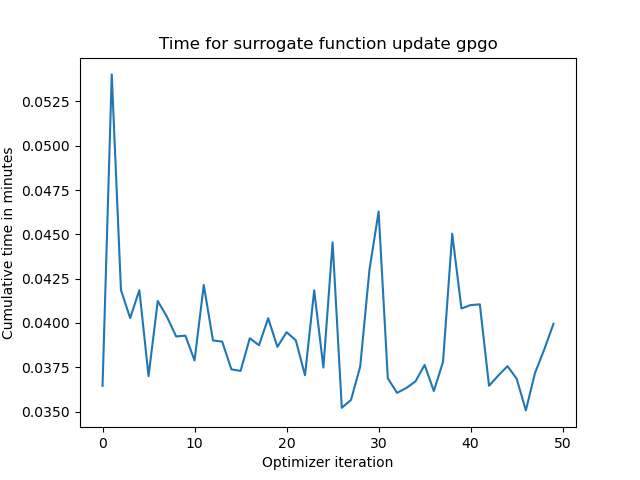 Time for surrogate function update gpgo
Cumulative time in minutes
0.0525
0.0500
0.0475
0.0450
0.0425
0.0400
0.0375
0.0350
0 10 20 30 40 50
Optimizer iteration